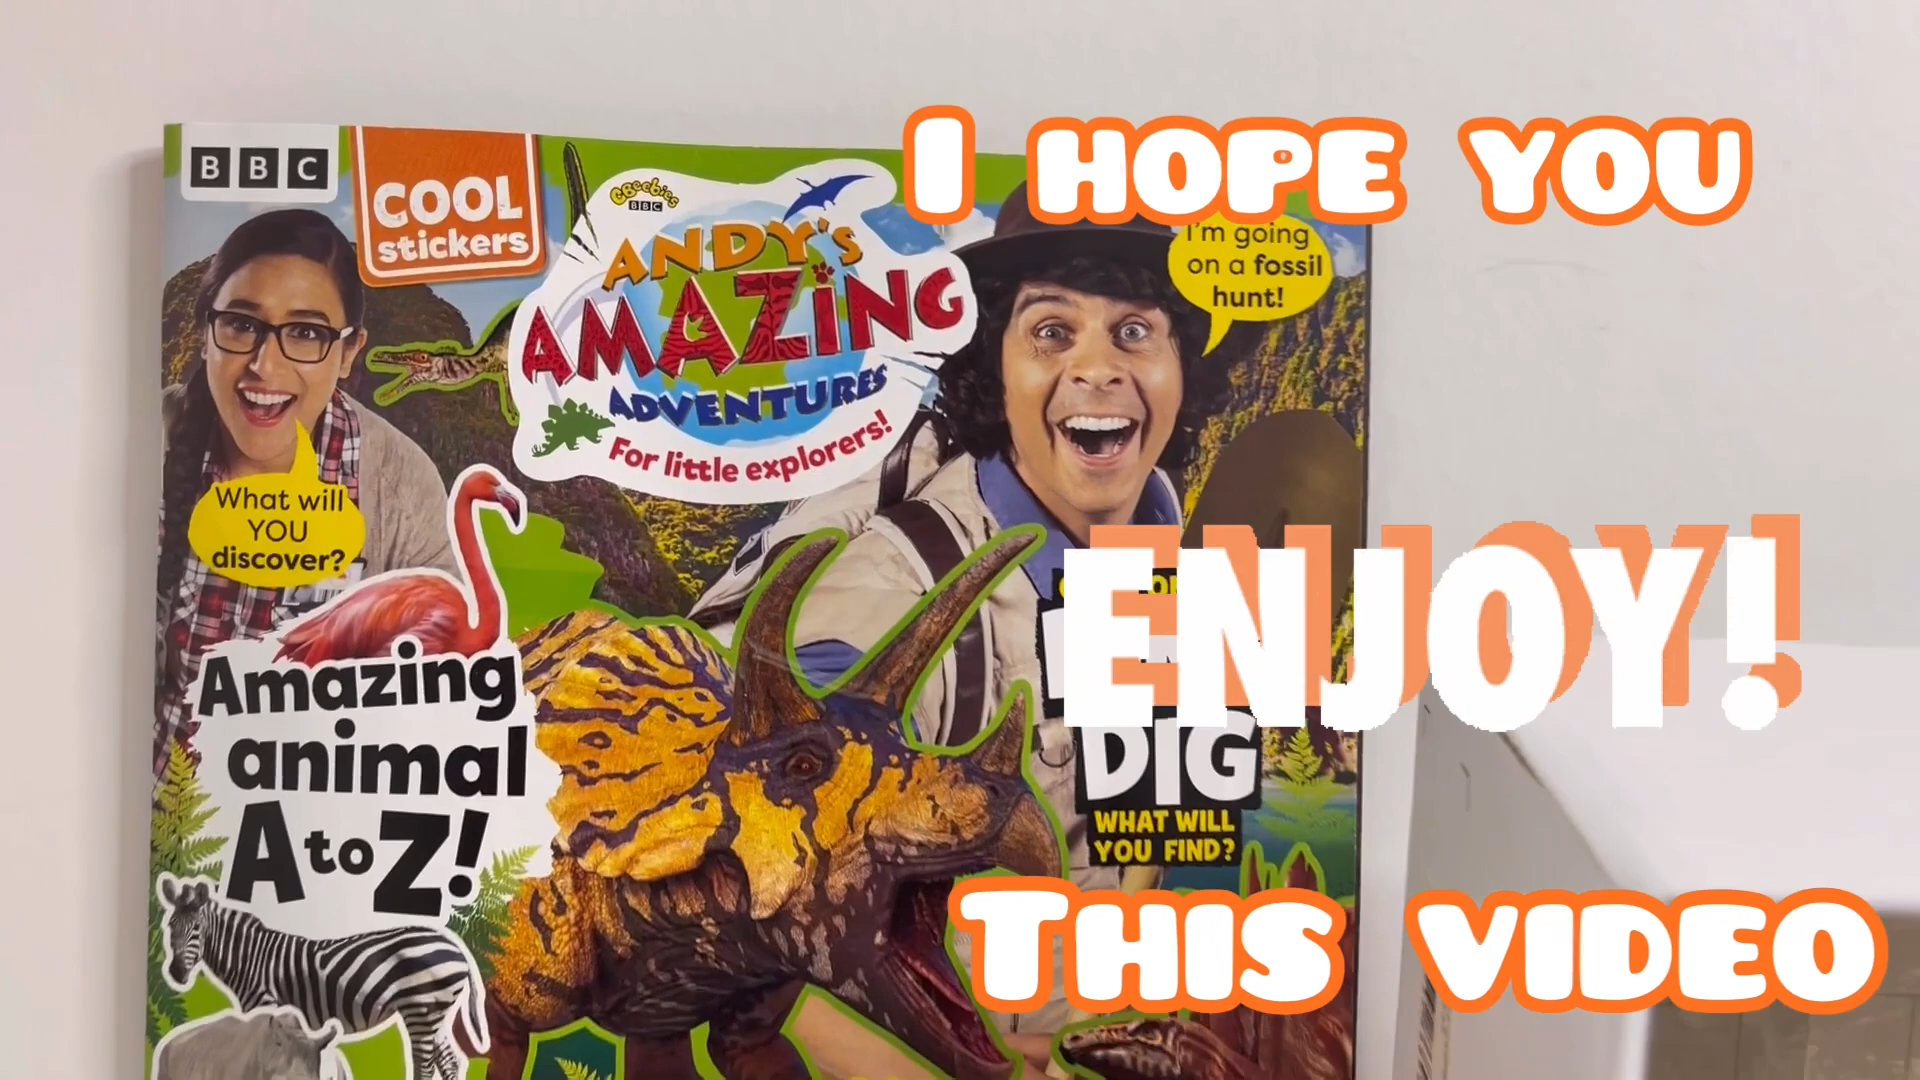 BBC
COOL
stickers
CBeebies
BBC
ANDY's
AMAZING
ADVENTURES
For little explorers!
I'm going
on a fossil
hunt!
What will
YOU
discover?
Amazing
animal
A to Z!
DIG
WHAT WILL
YOU FIND?
I HOPE YOU
ENJOY!
THIS VIDEO